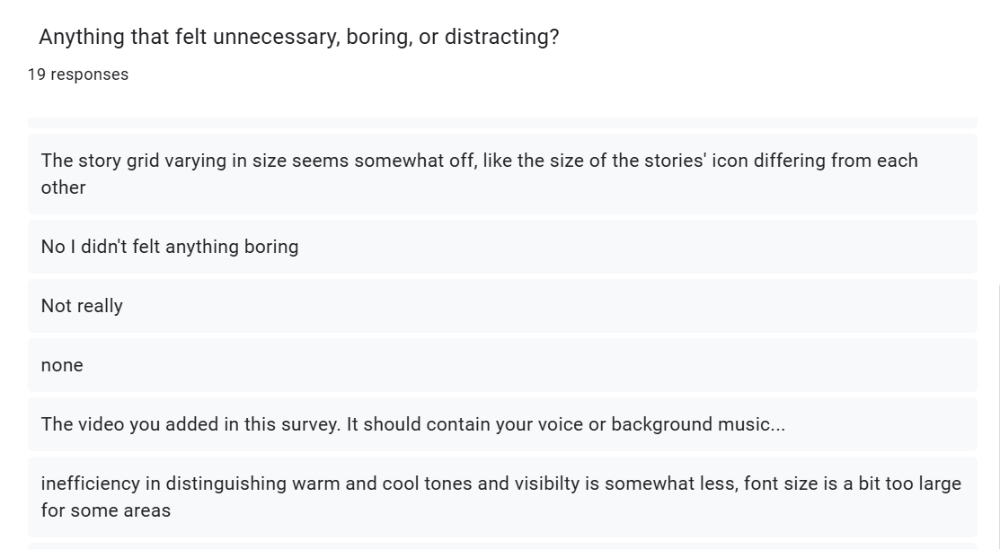 Anything that felt unnecessary, boring, or distracting?
19 responses
The story grid varying in size seems somewhat off, like the size of the stories' icon differing from each
other
No I didn't felt anything boring
Not really
none
The video you added in this survey. It should contain your voice or background music...
inefficiency in distinguishing warm and cool tones and visibilty is somewhat less, font size is a bit too large
for some areas